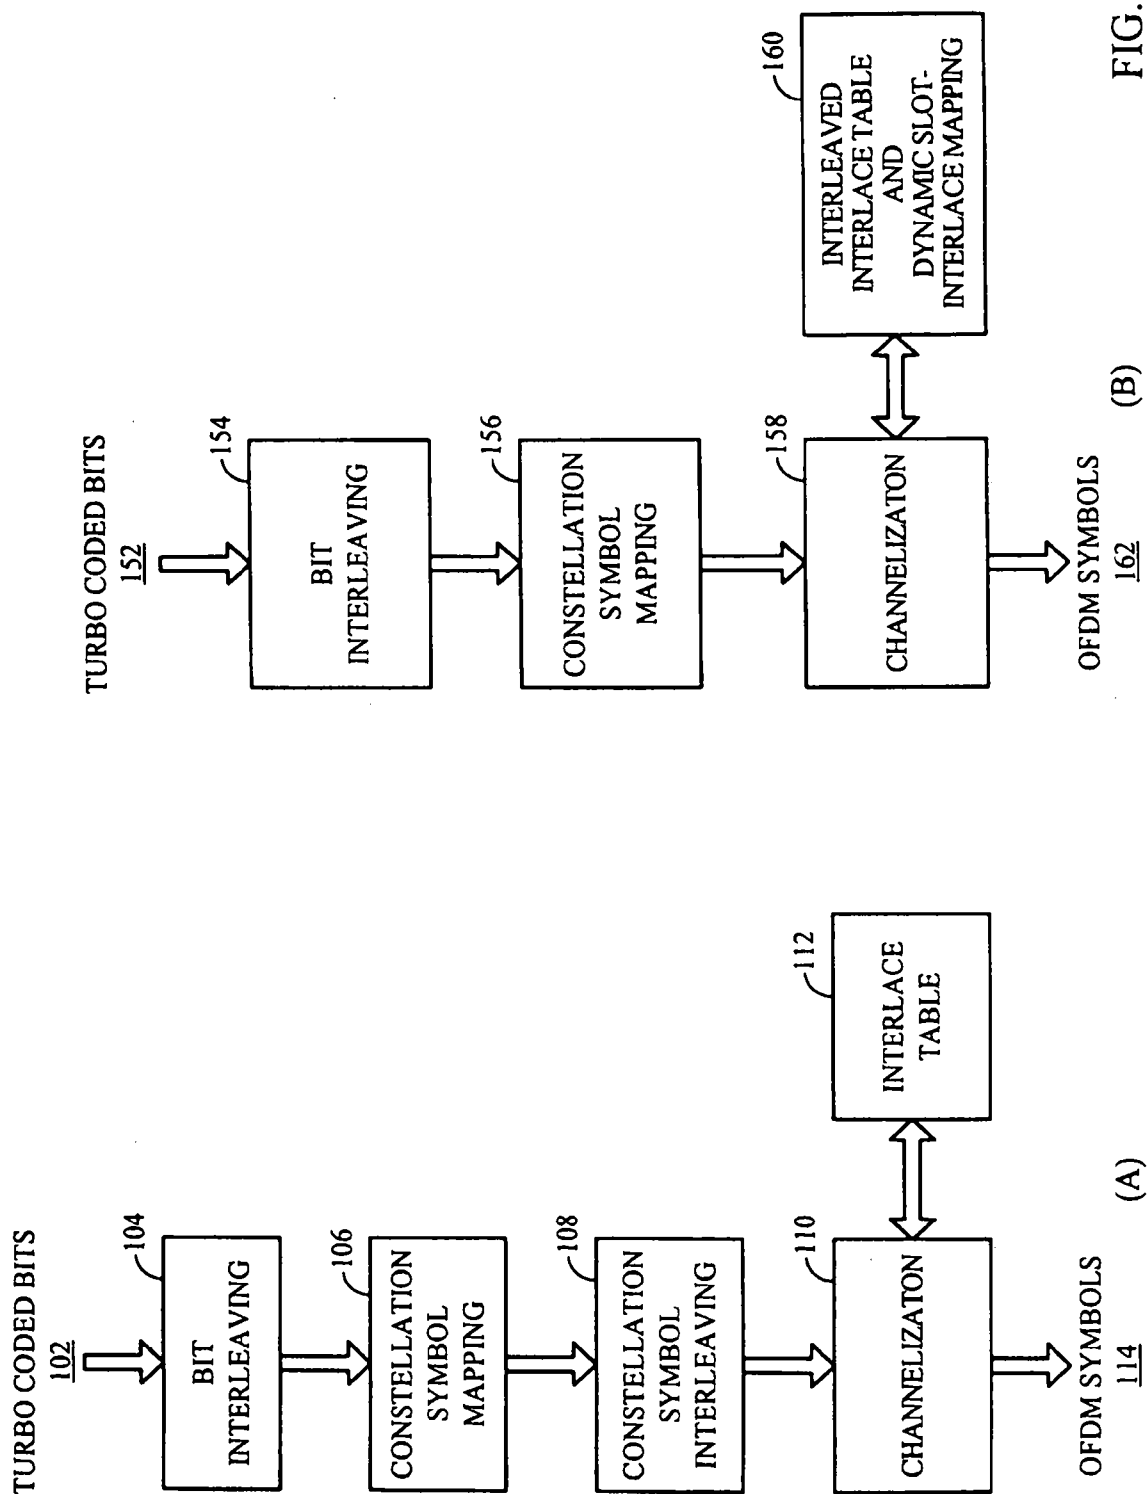 TURBO CODED BITS
102
104
BIT
INTERLEAVING
106
CONSTELLATION
SYMBOL
MAPPING
108
CONSTELLATION
SYMBOL
INTERLEAVING
110
CHANNELIZATON
112
INTERLACE
TABLE
OFDM SYMBOLS
114
(A)
TURBO CODED BITS
152
154
BIT
INTERLEAVING
156
CONSTELLATION
SYMBOL
MAPPING
158
CHANNELIZATON
160
INTERLEAVED
INTERLACE TABLE
AND
DYNAMIC SLOT-
INTERLACE MAPPING
OFDM SYMBOLS
162
(B)
FIG.